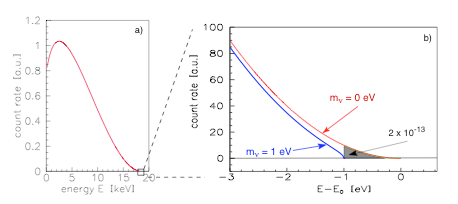 a)
count rate [a.u.]
1.2
1
0.8
0.6
0.4
0.2
0
0 5 10 15 20
energy E [keV]
b)
count rate [a.u.]
100
80
60
40
20
0
mν = 0 eV
2 x 10-13
mν = 1 eV
-3 -2 -1 0
E−E0 [eV]